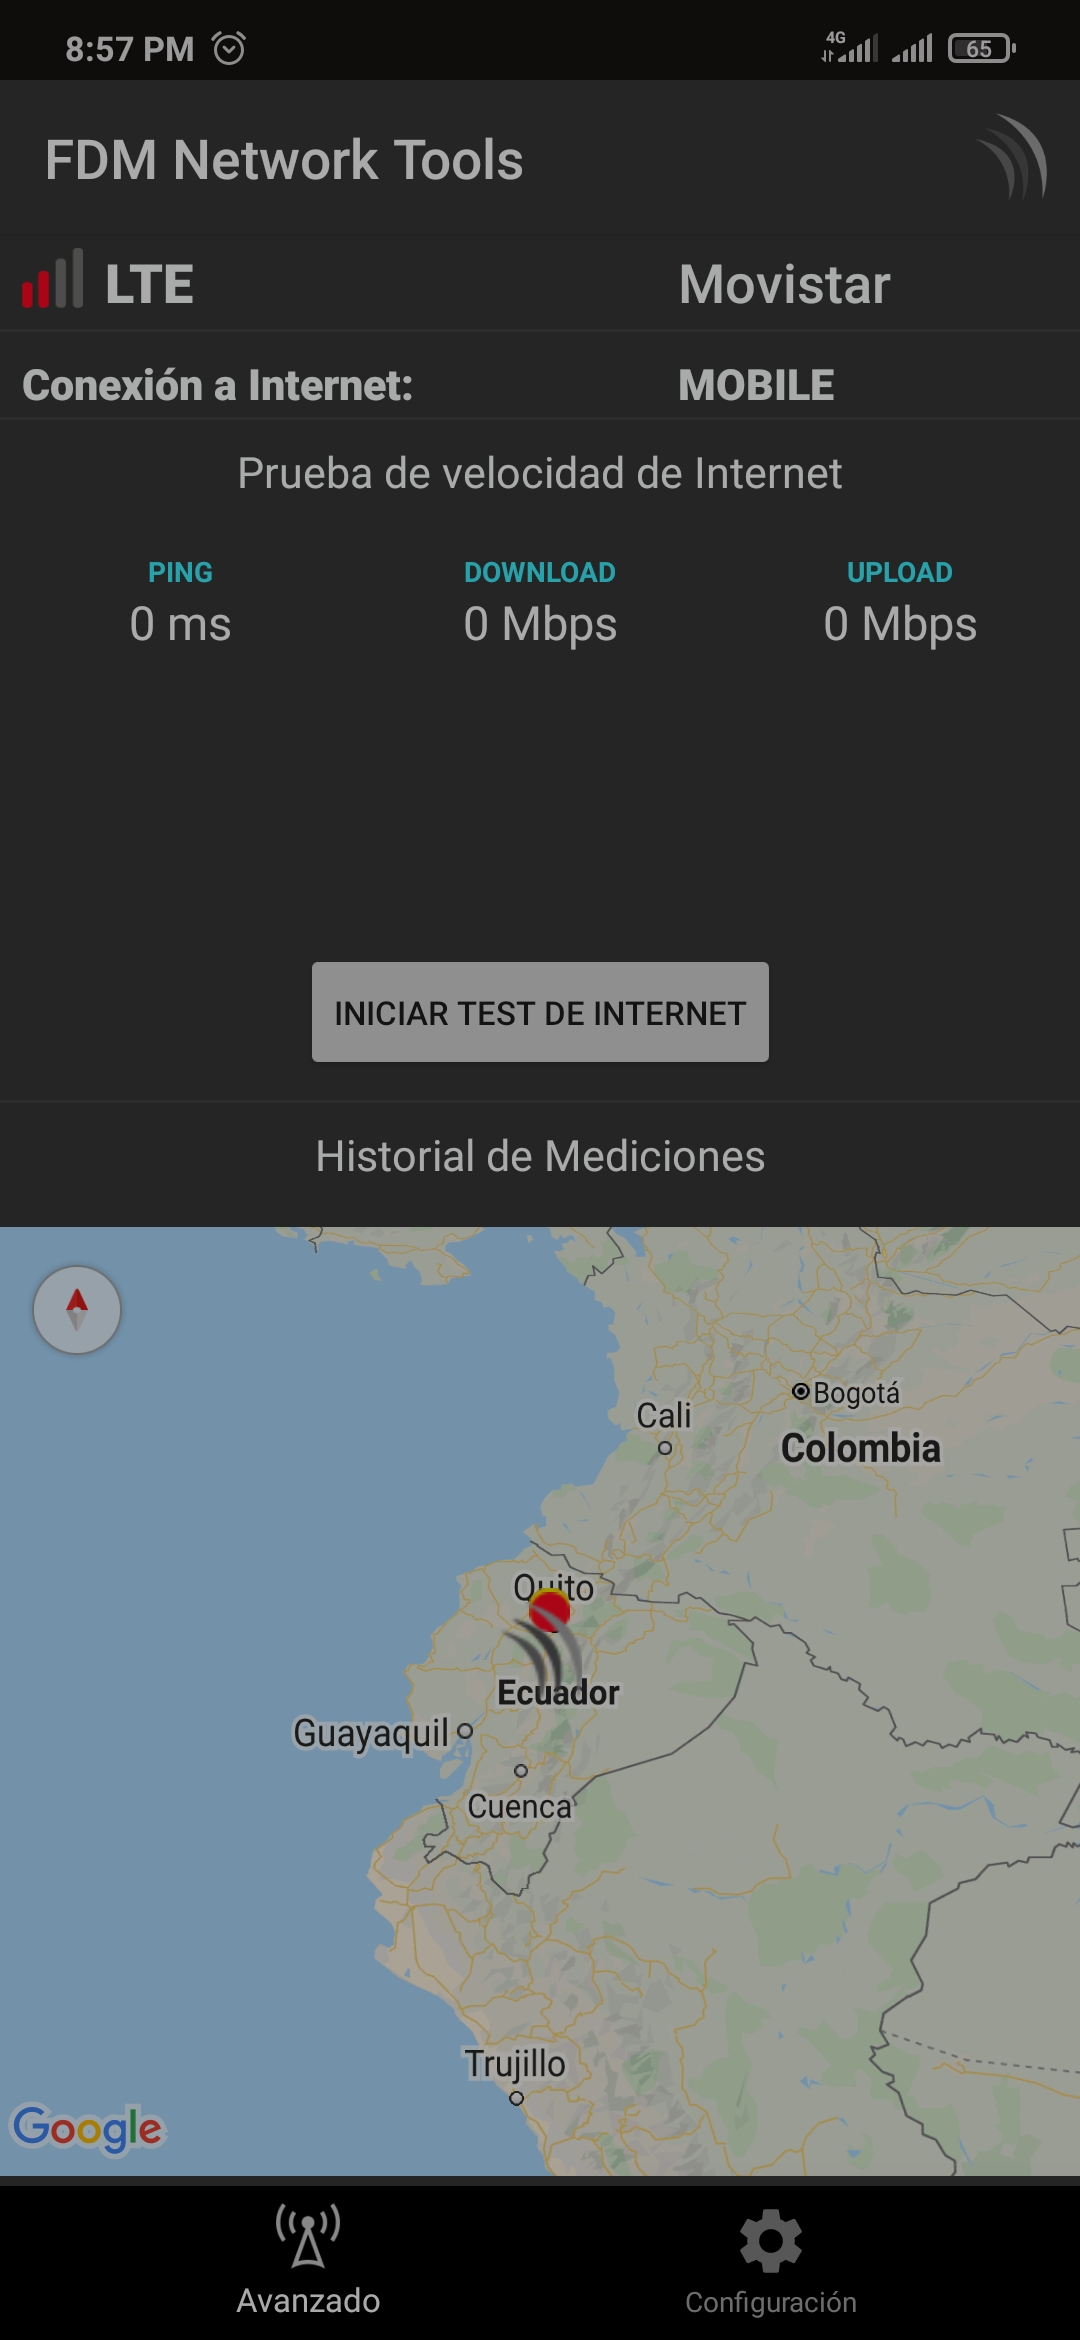 8:57 PM 4G 65
FDM Network Tools
LTE Movistar
Conexión a Internet: MOBILE
Prueba de velocidad de Internet
PING DOWNLOAD UPLOAD
0 ms 0 Mbps 0 Mbps
INICIAR TEST DE INTERNET
Historial de Mediciones
Bogotá
Cali
Colombia
Quito
Ecuador
Guayaquil
Cuenca
Trujillo
Google
Avanzado Configuración